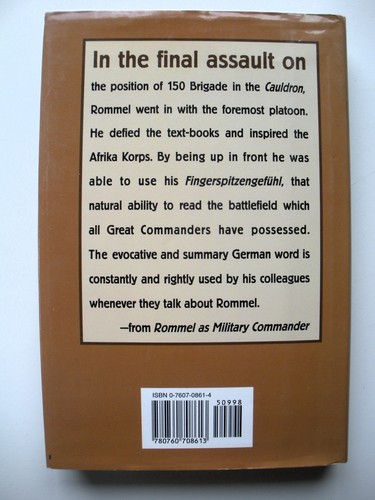 In the final assault on
the position of 150 Brigade in the Cauldron,
Rommel went in with the foremost platoon.
He defied the text-books and inspired the
Afrika Korps. By being up in front he was
able to use his Fingerspitzengefühl, that
natural ability to read the battlefield which
all Great Commanders have possessed.
The evocative and summary German word is
constantly and rightly used by his colleagues
whenever they talk about Rommel.
—from Rommel as Military Commander
ISBN 0-7607-0861-4
50998
9780760708613